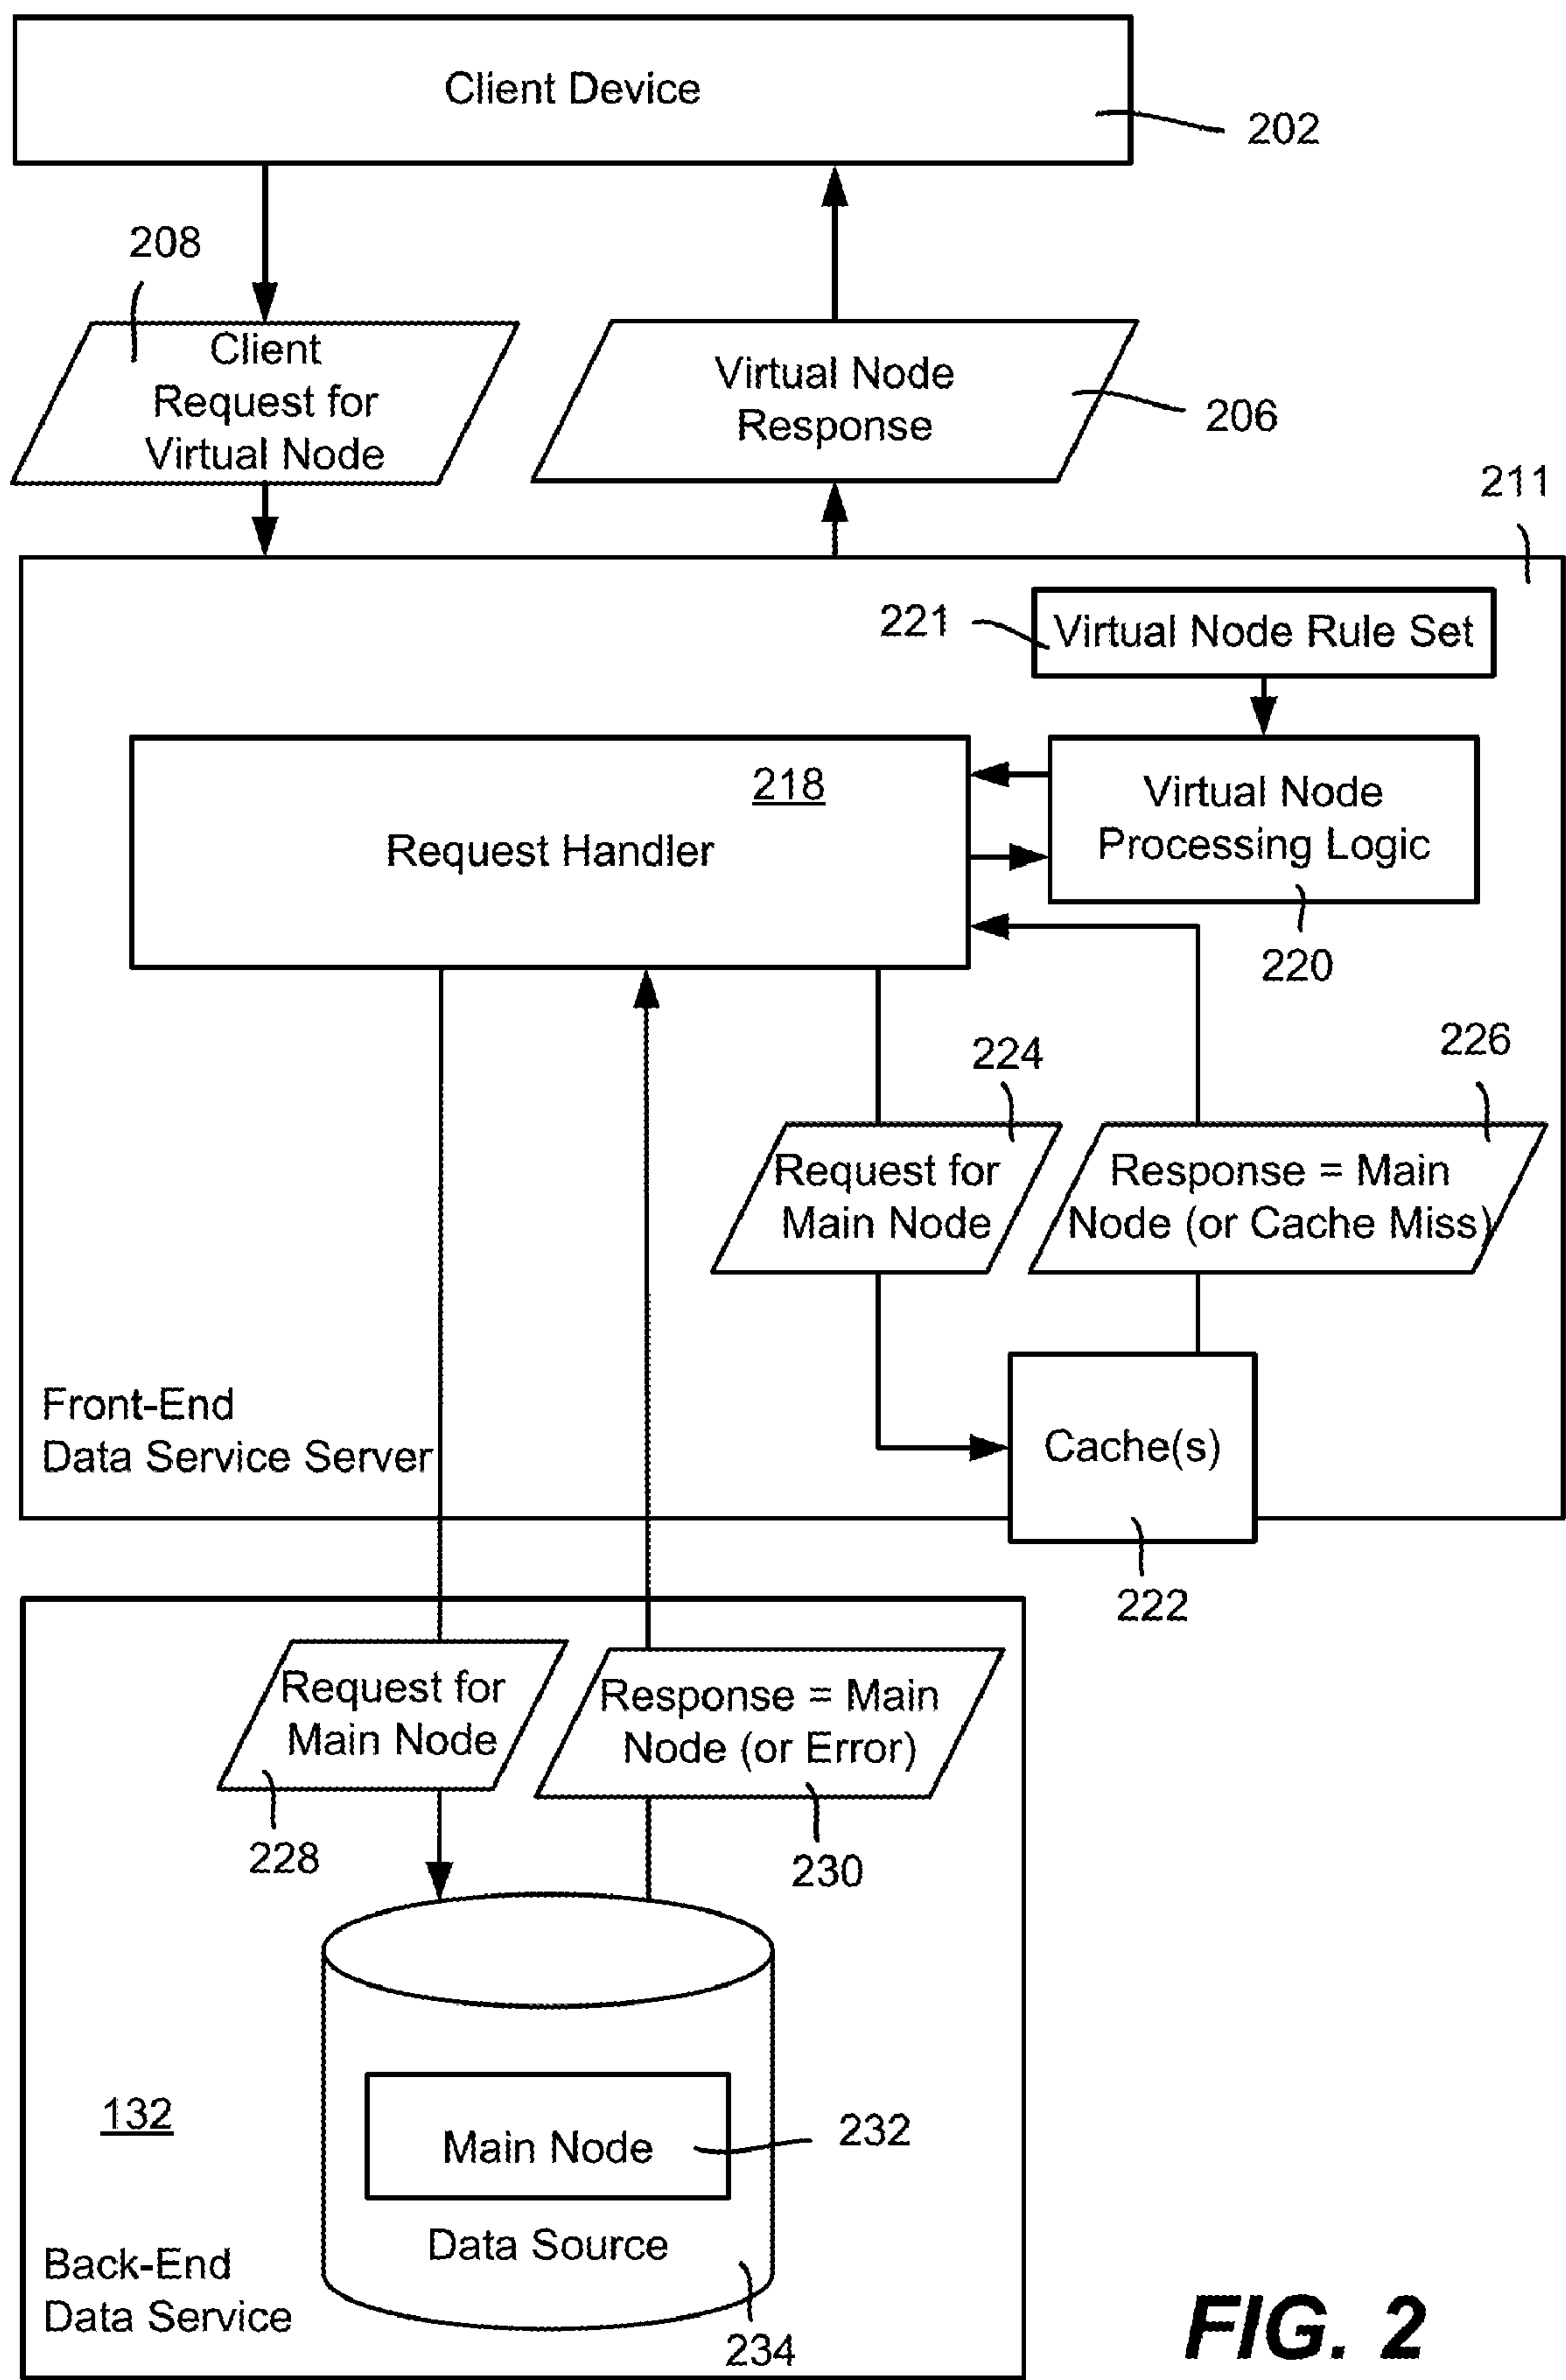 Client Device
202
208
Client
Request for
Virtual Node
Virtual Node
Response
206
211
221
Virtual Node Rule Set
218
Request Handler
Virtual Node
Processing Logic
220
224
226
Request for
Main Node
Response = Main
Node (or Cache Miss)
Front-End
Data Service Server
Cache(s)
222
Request for
Main Node
Response = Main
Node (or Error)
228
230
132
Main Node
232
Data Source
Back-End
Data Service
234
FIG. 2